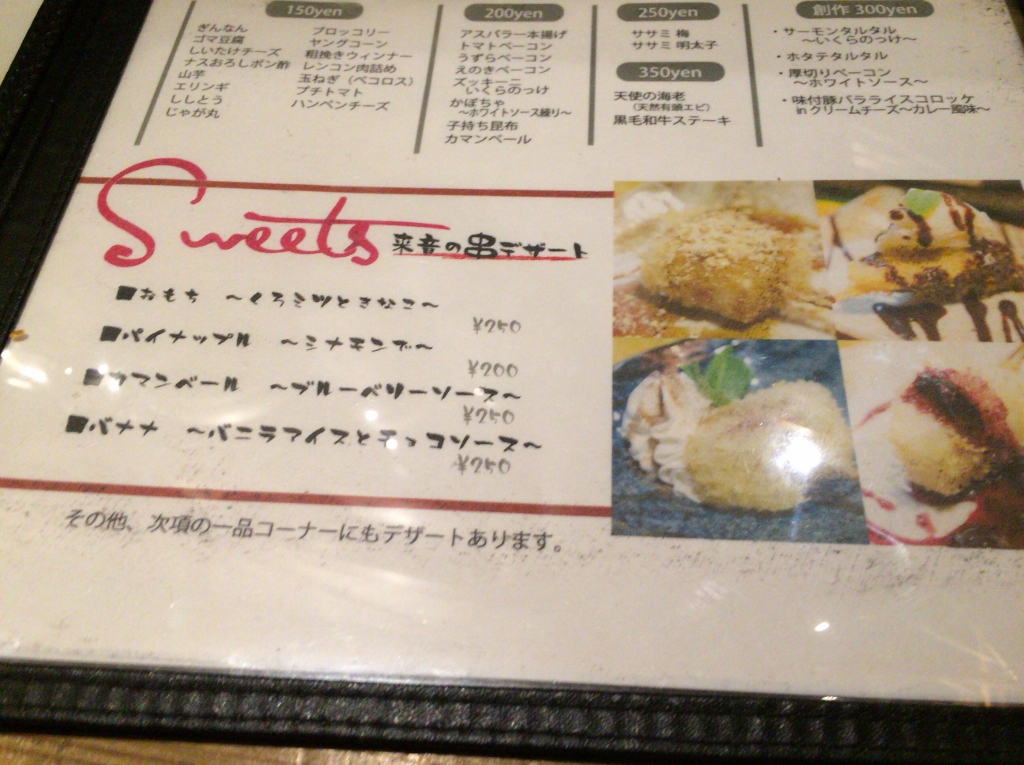 150yen
ぎんなん
ゴマ豆腐
しいたけチーズ
ナスおろしポン酢
山芋
エリンギ
ししとう
じゃが丸
ブロッコリー
ヤングコーン
粗挽きウィンナー
レンコン肉詰め
玉ねぎ（ペコロス）
プチトマト
ハンペンチーズ
200yen
アスパラ一本揚げ
トマトベーコン
うずらベーコン
えのきベーコン
ズッキーニ
いくらのっけ
かぼちゃ
～ホワイトソース練り～
子持ち昆布
カマンベール
250yen
ササミ 梅
ササミ 明太子
350yen
天使の海老
（天然有頭エビ）
黒毛和牛ステーキ
創作 300yen
・サーモンタルタル
～いくらのっけ～
・ホタテタルタル
・厚切りベーコン
～ホワイトソース～
・味付豚バラライスコロッケ
inクリームチーズ～カレー風味～
Sweets 来音の串デザート
■おもち ～くろミツときなこ～
¥250
■パイナップル ～シナモンで～
¥200
■カマンベール ～ブルーベリーソース～
¥250
■バナナ ～バニラアイスとチョコソース～
¥250
その他、次項の一品コーナーにもデザートあります。